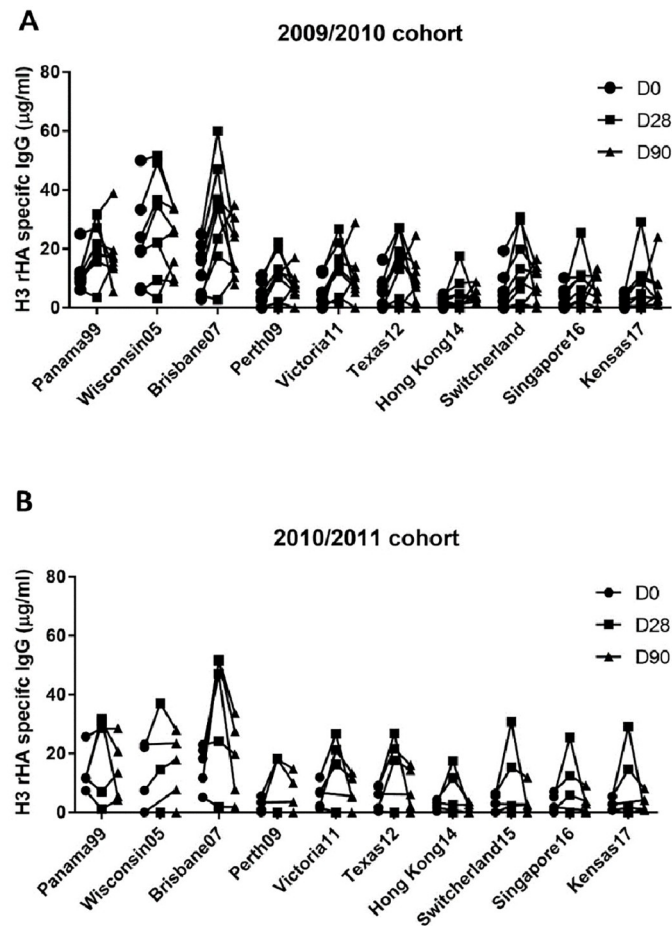 A
2009/2010 cohort
H3 rHA specifc IgG (μg/ml)
80
60
40
20
0
D0
D28
D90
Panama99
Wisconsin05
Brisbane07
Perth09
Victoria11
Texas12
Hong Kong14
Switcherland
Singapore16
Kensas17
B
2010/2011 cohort
H3 rHA specifc IgG (μg/ml)
80
60
40
20
0
D0
D28
D90
Panama99
Wisconsin05
Brisbane07
Perth09
Victoria11
Texas12
Hong Kong14
Switcherland15
Singapore16
Kensas17